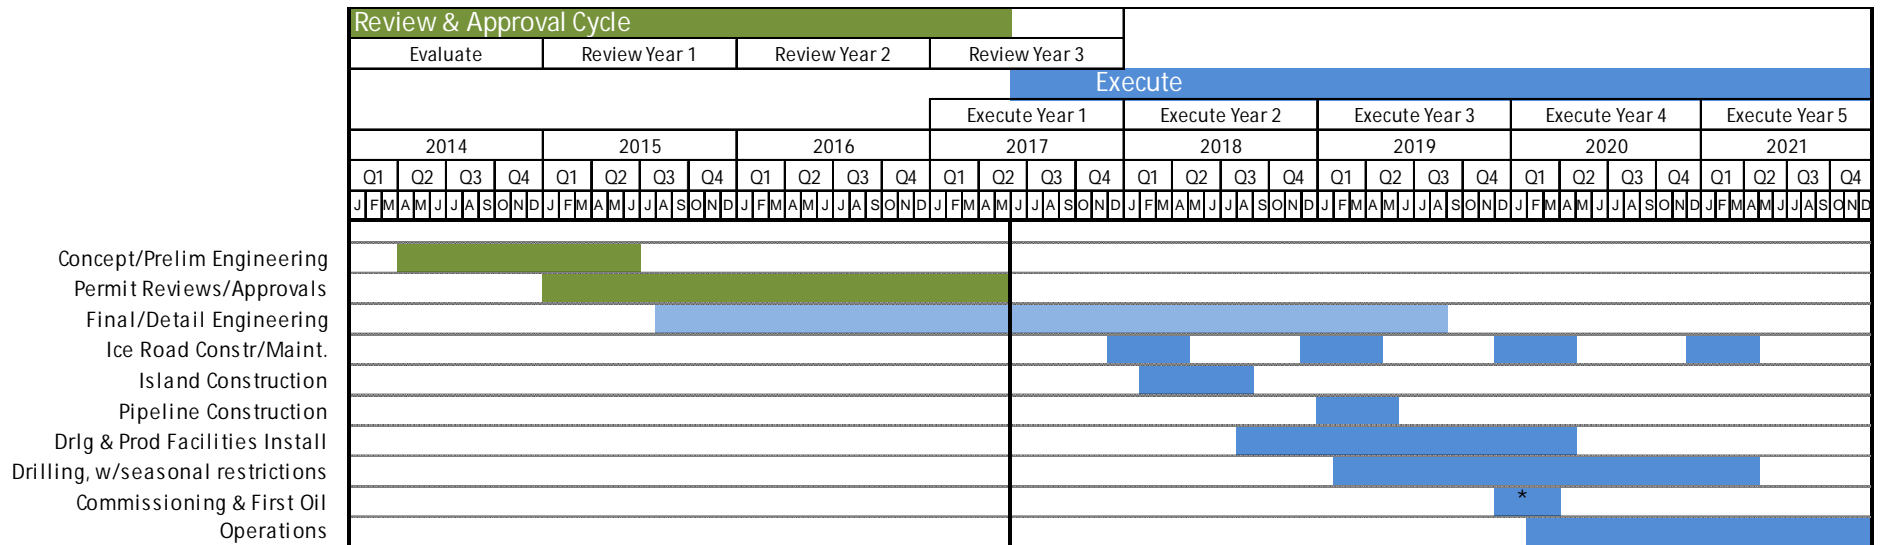 Review & Approval Cycle
Evaluate Review Year 1 Review Year 2 Review Year 3
Execute
Execute Year 1 Execute Year 2 Execute Year 3 Execute Year 4 Execute Year 5
2014 2015 2016 2017 2018 2019 2020 2021
Q1 Q2 Q3 Q4 Q1 Q2 Q3 Q4 Q1 Q2 Q3 Q4 Q1 Q2 Q3 Q4 Q1 Q2 Q3 Q4 Q1 Q2 Q3 Q4 Q1 Q2 Q3 Q4 Q1 Q2 Q3 Q4
J F M A M J J A S O N D J F M A M J J A S O N D J F M A M J J A S O N D J F M A M J J A S O N D J F M A M J J A S O N D J F M A M J J A S O N D J F M A M J J A S O N D J F M A M J J A S O N D
Concept/Prelim Engineering
Permit Reviews/Approvals
Final/Detail Engineering
Ice Road Constr/Maint.
Island Construction
Pipeline Construction
Drlg & Prod Facilities Install
Drilling, w/seasonal restrictions
Commissioning & First Oil *
Operations